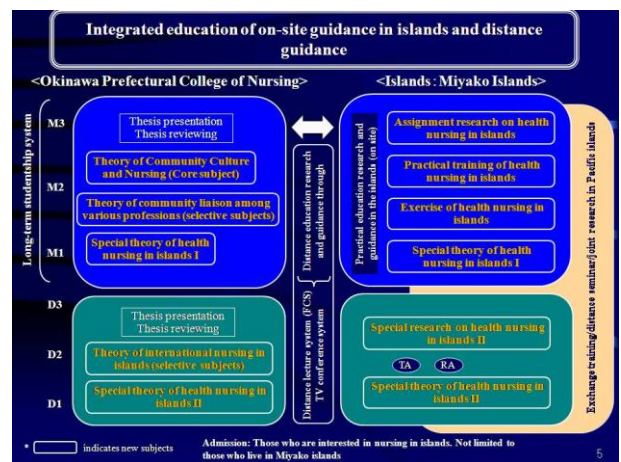 Integrated education of on-site guidance in islands and distance
guidance
<Okinawa Prefectural College of Nursing>
<Islands : Miyako Islands>
Long-term studentship system
M3
M2
M1
D3
D2
D1
Thesis presentation
Thesis reviewing
Theory of Community Culture
and Nursing (Core subject)
Theory of community liaison among
various professions (selective subjects)
Special theory of health
nursing in islands I
Thesis presentation
Thesis reviewing
Theory of international nursing in
islands (selective subjects)
Special theory of health
nursing in islands II
Distance education research
and guidance through
Distance lecture system (FCS)
TV conference system
Practical education research and
guidance in the islands (on site)
Assignment research on health
nursing in islands
Practical training of health
nursing in islands
Exercise of health nursing in
islands
Special theory of health
nursing in islands I
Special research on health nursing
in islands II
TA
RA
Special theory of health nursing in
islands II
Exchange training/distance seminar/joint research in Pacific islands
* indicates new subjects
Admission: Those who are interested in nursing in islands. Not limited to
those who live in Miyako islands
5